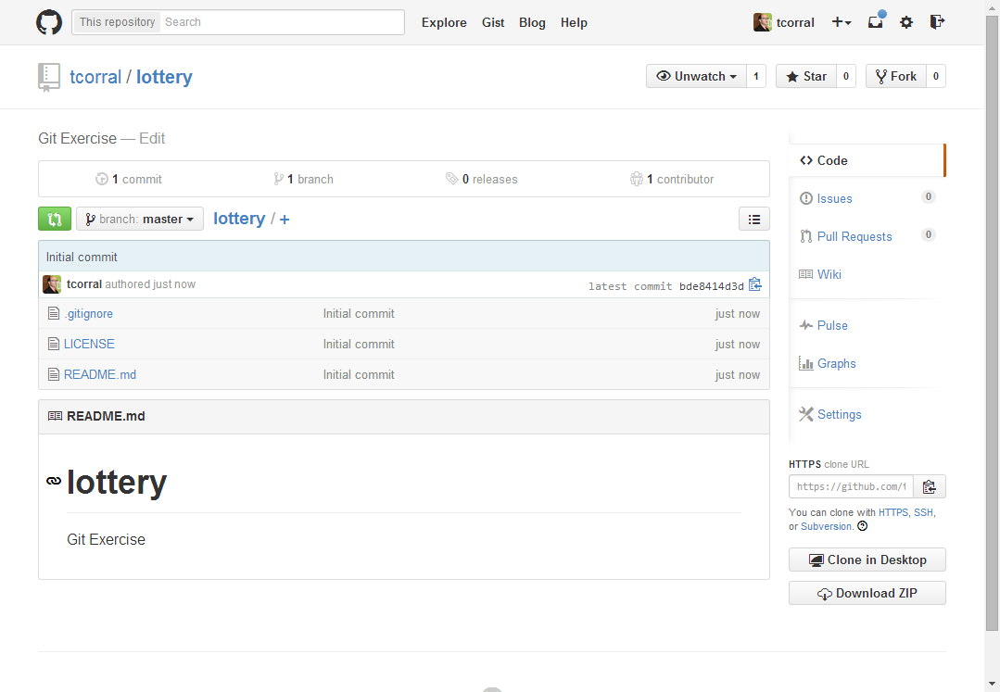 This repository Search Explore Gist Blog Help tcorral
tcorral / lottery Unwatch 1 Star 0 Fork 0
Git Exercise — Edit
1 commit 1 branch 0 releases 1 contributor
branch: master lottery / +
Initial commit
tcorral authored just now latest commit bde8414d3d
.gitignore Initial commit just now
LICENSE Initial commit just now
README.md Initial commit just now
README.md
lottery
Git Exercise
Code
Issues 0
Pull Requests 0
Wiki
Pulse
Graphs
Settings
HTTPS clone URL
https://github.com/t
You can clone with HTTPS, SSH,
or Subversion.
Clone in Desktop
Download ZIP